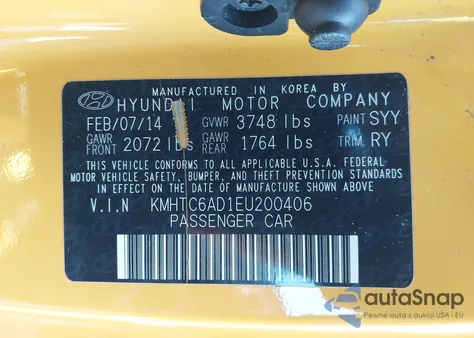 MANUFACTURED IN KOREA BY
HYUNDAI MOTOR COMPANY
FEB/07/14 GVWR 3748 lbs PAINT SYY
GAWR FRONT 2072 lbs GAWR REAR 1764 lbs TRIM RY
THIS VEHICLE CONFORMS TO ALL APPLICABLE U.S.A. FEDERAL
MOTOR VEHICLE SAFETY, BUMPER, AND THEFT PREVENTION
STANDARDS IN EFFECT ON THE DATE OF MANUFACTURE SHOWN ABOVE.
V.I.N KMHTC6AD1EU200406
PASSENGER CAR
autoSnap
Pewne auta z aukcji USA i EU